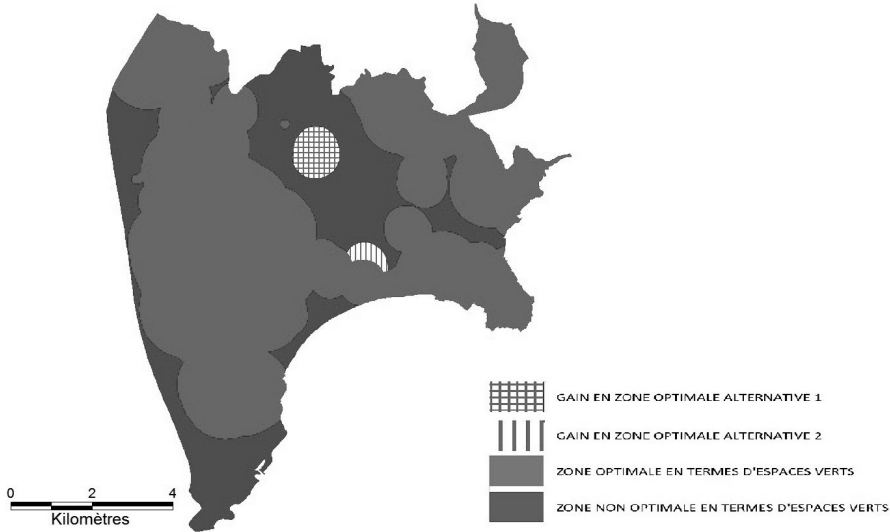 GAIN EN ZONE OPTIMALE ALTERNATIVE 1
GAIN EN ZONE OPTIMALE ALTERNATIVE 2
ZONE OPTIMALE EN TERMES D'ESPACES VERTS
ZONE NON OPTIMALE EN TERMES D'ESPACES VERTS
0 2 4
Kilomètres